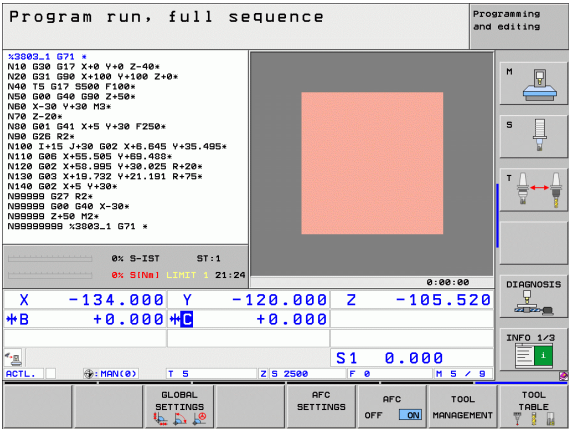 Program run, full sequence
Programming
and editing
%3803_1 G71 *
N10 G30 G17 X+0 Y+0 Z-40*
N20 G31 G90 X+100 Y+100 Z+0*
N40 T5 G17 S500 F100*
N50 G00 G40 G90 Z+50*
N60 X-30 Y+30 M3*
N70 Z-20*
N80 G01 G41 X+5 Y+30 F250*
N90 G26 R2*
N100 I+15 J+30 G02 X+6.645 Y+35.495*
N110 G06 X+55.505 Y+69.488*
N120 G02 X+58.995 Y+30.025 R+20*
N130 G03 X+19.732 Y+21.191 R+75*
N140 G02 X+5 Y+30*
N99999 G27 R2*
N99999 G00 G40 X-30*
N99999 Z+50 M2*
N99999999 %3803_1 G71 *
M
S
T
0% S-IST ST:1
0% S[Nm] LIMIT 1 21:24
0:00:00
X -134.000 Y -120.000 Z -105.520
B +0.000 C +0.000
S1 0.000
ACTL. MAN(0) T 5 Z S 2500 F 0 M 5 / 9
DIAGNOSIS
INFO 1/3
i
GLOBAL
SETTINGS
AFC
SETTINGS
AFC
OFF ON
TOOL
MANAGEMENT
TOOL
TABLE